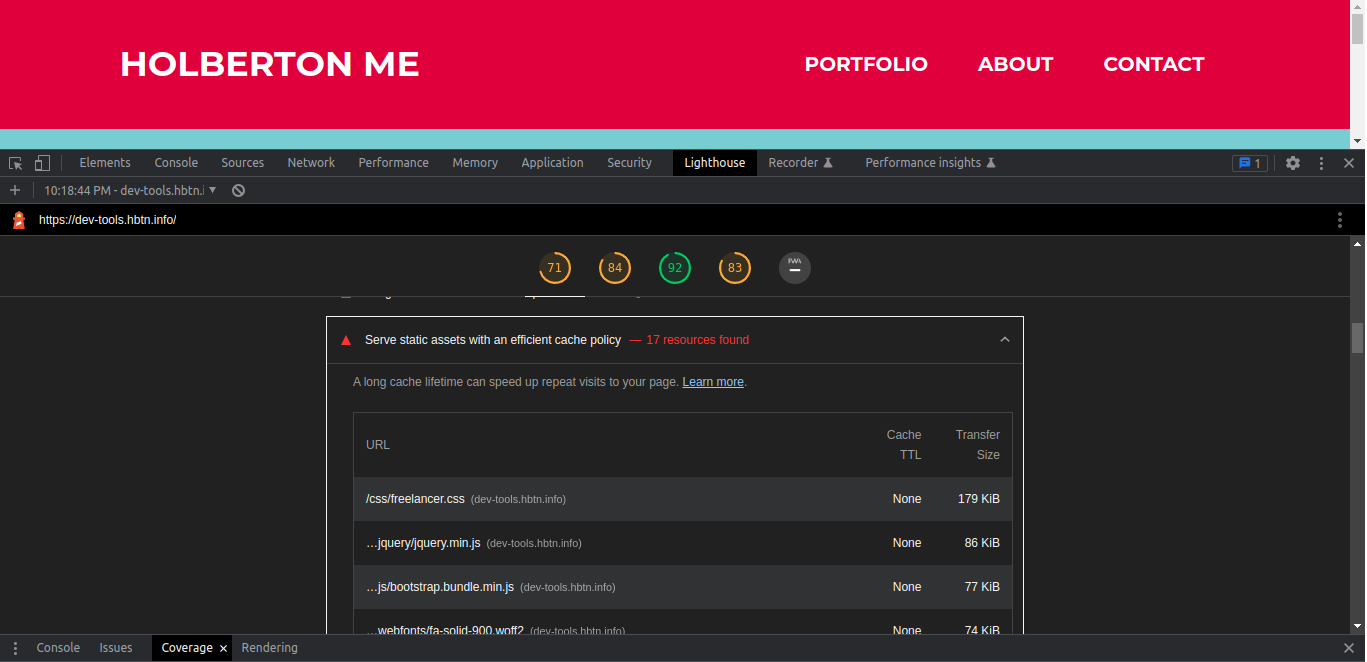 HOLBERTON ME PORTFOLIO ABOUT CONTACT
Elements Console Sources Network Performance Memory Application Security Lighthouse Recorder Performance insights 1
10:18:44 PM - dev-tools.hbtn.i
https://dev-tools.hbtn.info/
71 84 92 83 PWA
Serve static assets with an efficient cache policy — 17 resources found
A long cache lifetime can speed up repeat visits to your page. Learn more.
URL Cache TTL Transfer Size
/css/freelancer.css (dev-tools.hbtn.info) None 179 KiB
…jquery/jquery.min.js (dev-tools.hbtn.info) None 86 KiB
…js/bootstrap.bundle.min.js (dev-tools.hbtn.info) None 77 KiB
…webfonts/fa-solid-900.woff2 (dev-tools.hbtn.info) None 74 KiB
Console Issues Coverage Rendering